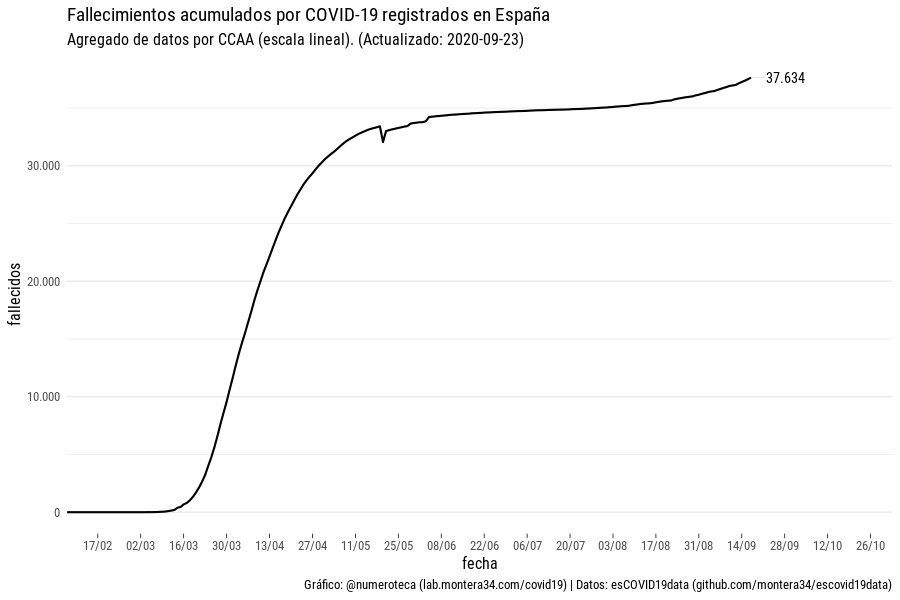 Fallecimientos acumulados por COVID-19 registrados en España
Agregado de datos por CCAA (escala lineal). (Actualizado: 2020-09-23)
37.634
30.000
20.000
10.000
0
fallecidos
17/02 02/03 16/03 30/03 13/04 27/04 11/05 25/05 08/06 22/06 06/07 20/07 03/08 17/08 31/08 14/09 28/09 12/10 26/10
fecha
Gráfico: @numeroteca (lab.montera34.com/covid19) | Datos: esCOVID19data (github.com/montera34/escovid19data)